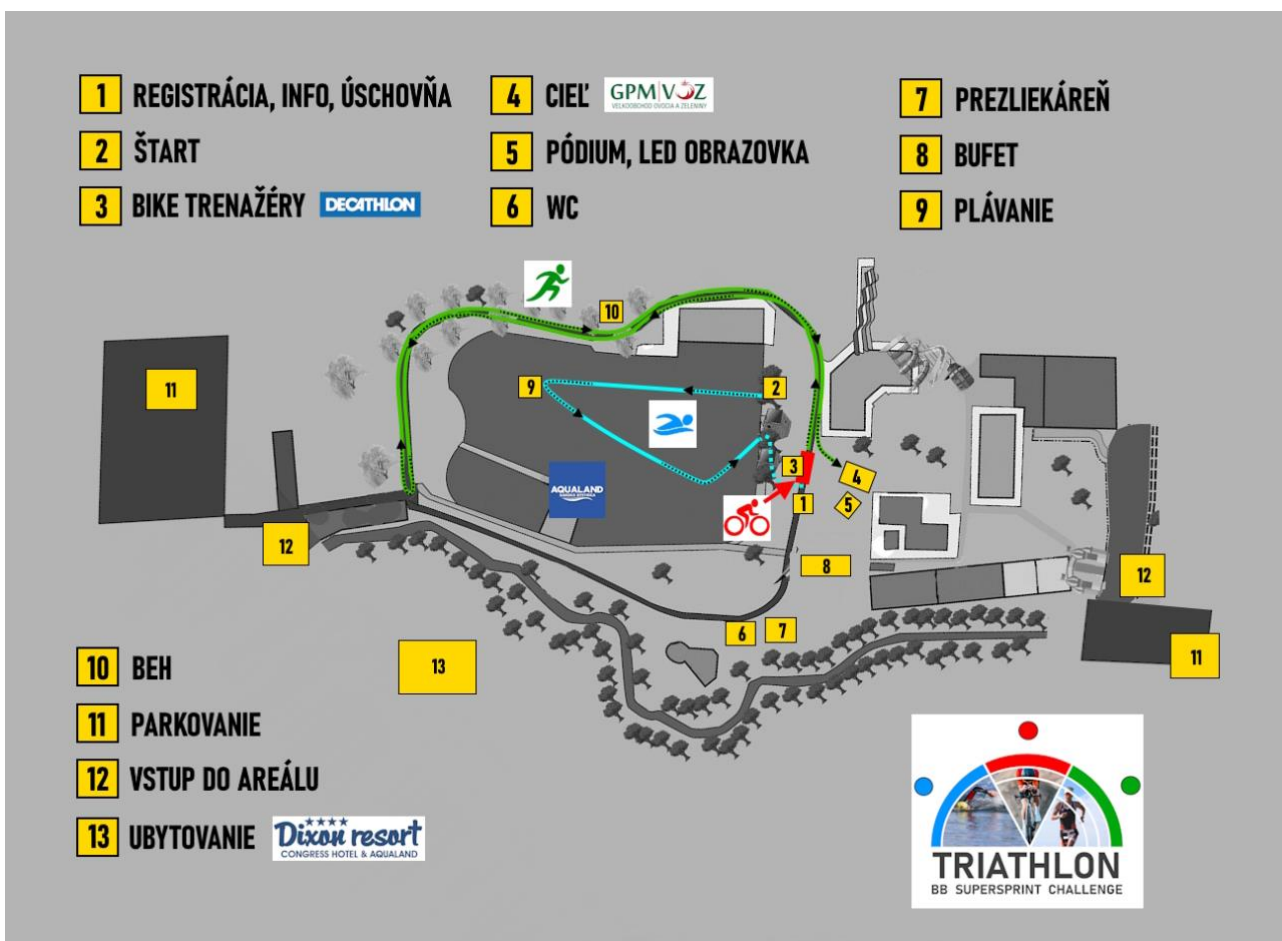 1 REGISTRÁCIA, INFO, ÚSCHOVŇA
2 ŠTART
3 BIKE TRENAŽÉRY DECATHLON
4 CIEĽ GPM VOZ
VEĽKOOBCHOD OVOCIA A ZELENINY
5 PÓDIUM, LED OBRAZOVKA
6 WC
7 PREZLIEKÁREŇ
8 BUFET
9 PLÁVANIE
10
11
9
2
AQUALAND
3
4
1
5
12
8
12
6
7
13
11
10 BEH
11 PARKOVANIE
12 VSTUP DO AREÁLU
13 UBYTOVANIE Dixon resort
CONGRESS HOTEL & AQUALAND
TRIATHLON
BB SUPERSPRINT CHALLENGE